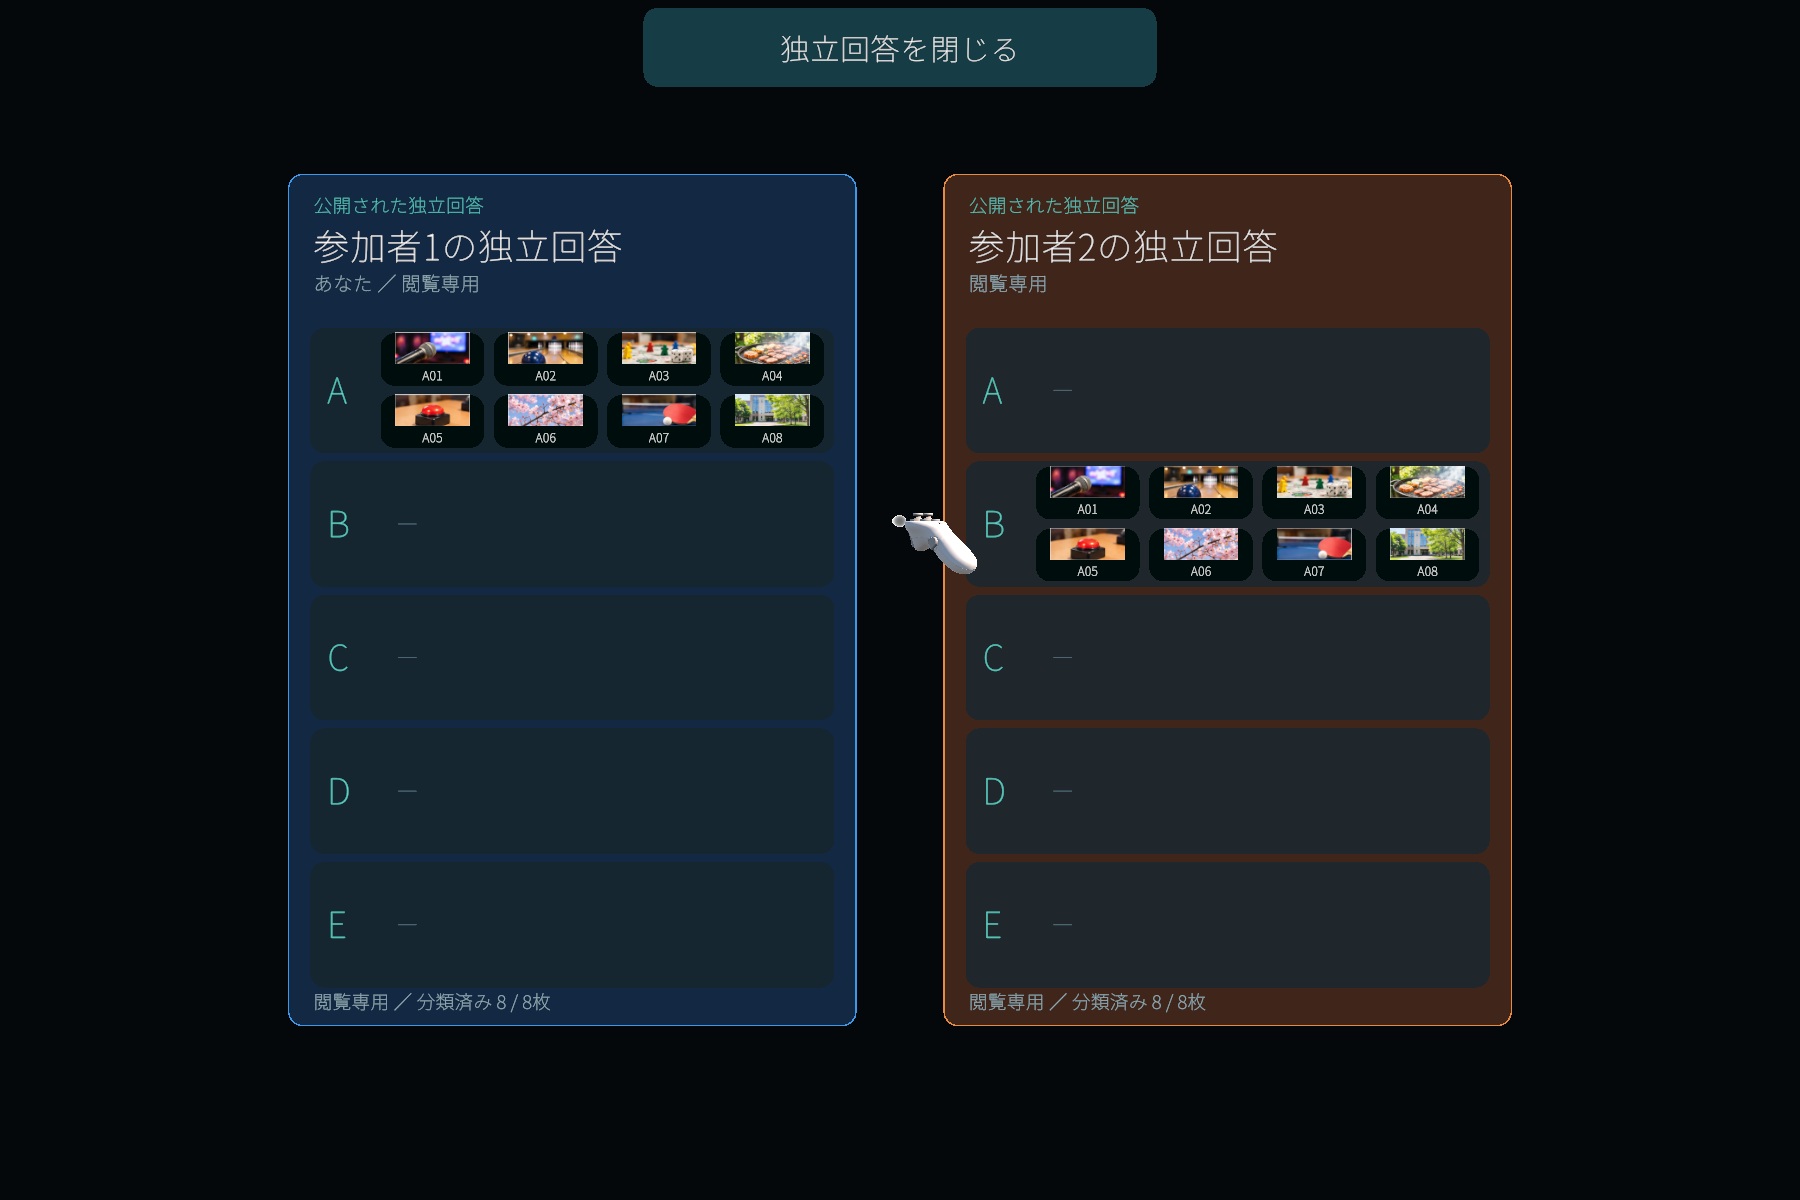 独立回答を閉じる
公開された独立回答
参加者1の独立回答
あなた ／ 閲覧専用
A
A01
A02
A03
A04
A05
A06
A07
A08
B
—
C
—
D
—
E
—
閲覧専用 ／ 分類済み 8 / 8枚
公開された独立回答
参加者2の独立回答
閲覧専用
A
—
B
A01
A02
A03
A04
A05
A06
A07
A08
C
—
D
—
E
—
閲覧専用 ／ 分類済み 8 / 8枚